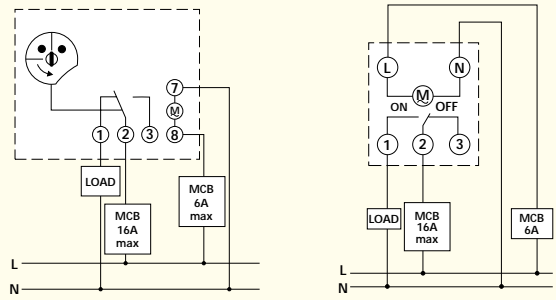 7
M
1 2 3 8
LOAD
MCB
16A
max
MCB
6A
max
L
N
L N
M
ON OFF
1 2 3
LOAD
MCB
16A
max
MCB
6A
L
N